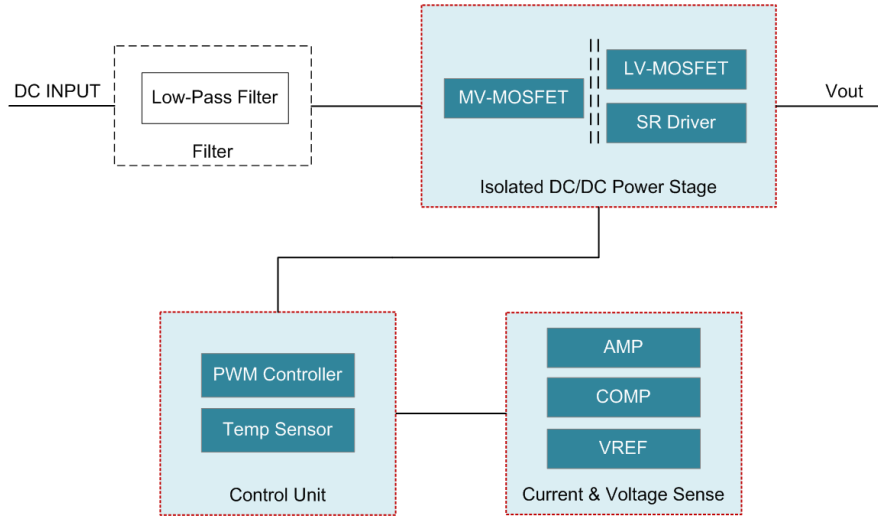 DC INPUT
Low-Pass Filter
Filter
MV-MOSFET
LV-MOSFET
SR Driver
Isolated DC/DC Power Stage
Vout
PWM Controller
Temp Sensor
Control Unit
AMP
COMP
VREF
Current & Voltage Sense